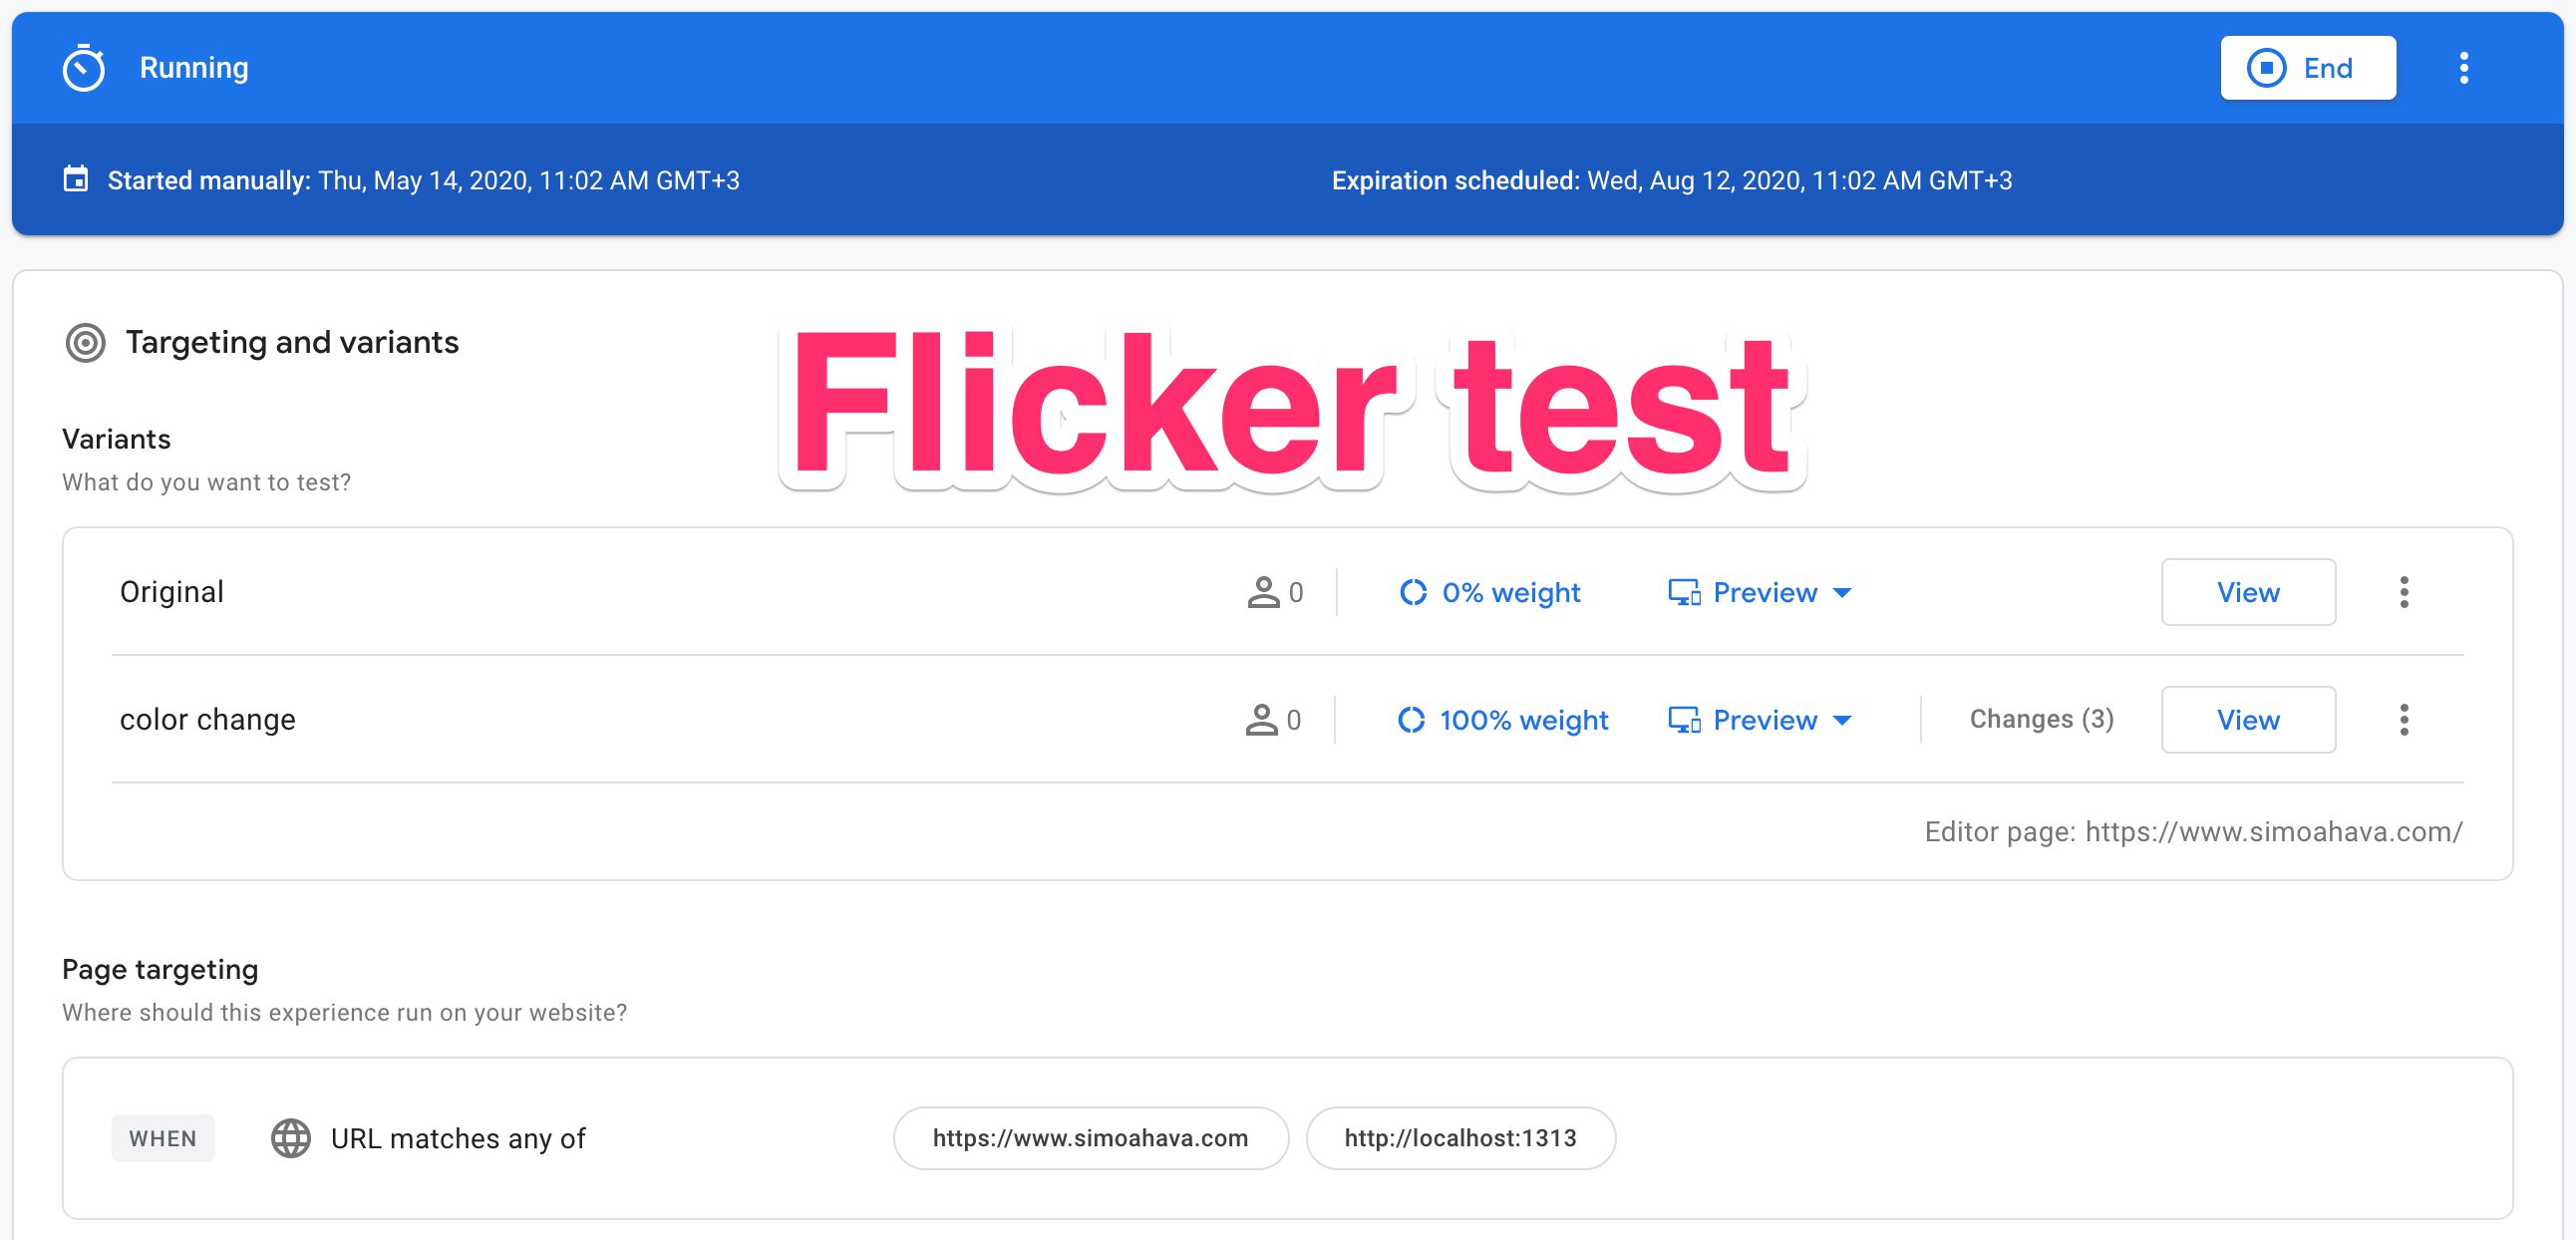 Running
End
Started manually: Thu, May 14, 2020, 11:02 AM GMT+3
Expiration scheduled: Wed, Aug 12, 2020, 11:02 AM GMT+3
Targeting and variants
Flicker test
Variants
What do you want to test?
Original 0 0% weight Preview View
color change 0 100% weight Preview Changes (3) View
Editor page: https://www.simoahava.com/
Page targeting
Where should this experience run on your website?
WHEN URL matches any of https://www.simoahava.com http://localhost:1313